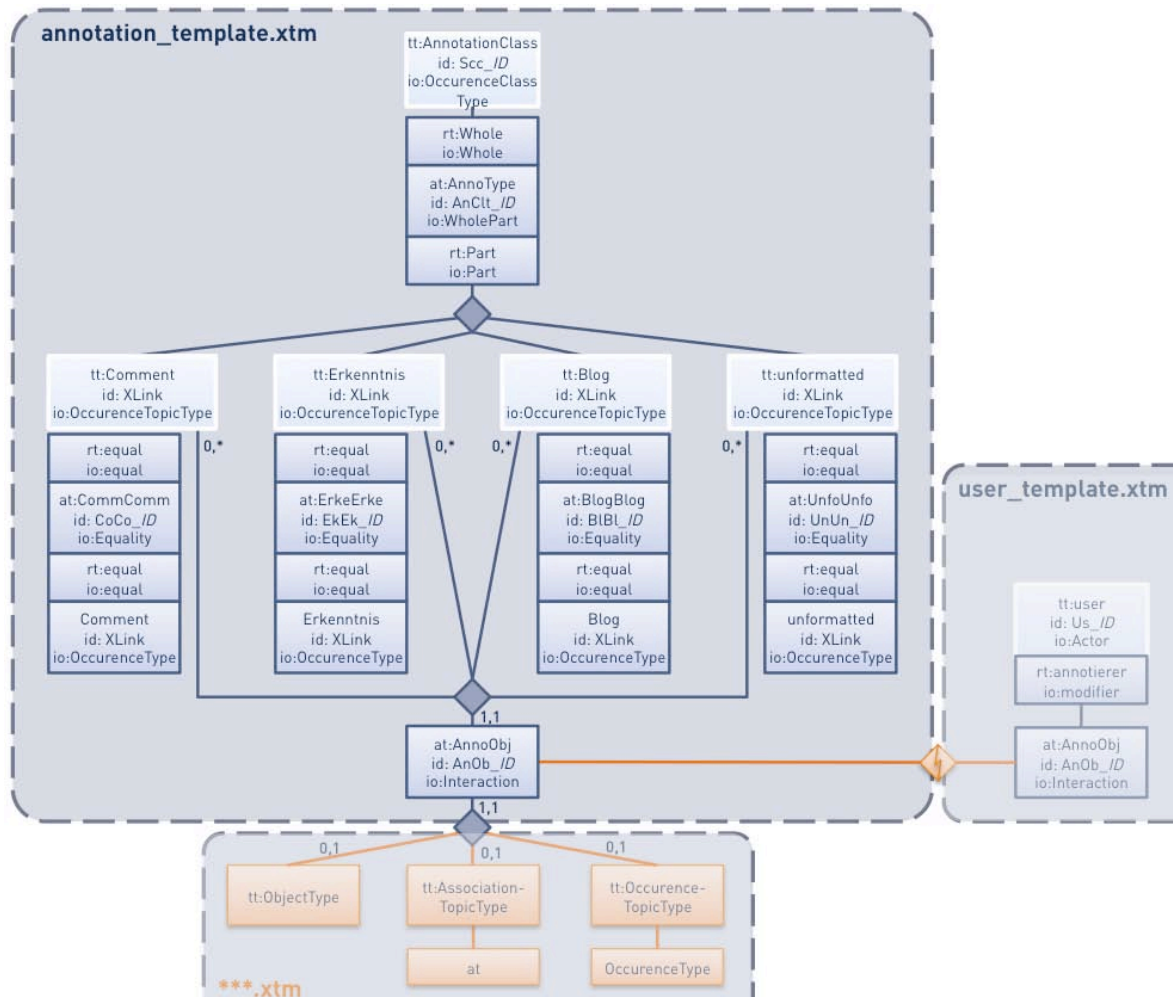 annotation_template.xtm
tt:AnnotationClass
id: Scc_ID
io:OccurenceClass
Type
rt:Whole
io:Whole
at:AnnoType
id: AnClt_ID
io:WholePart
rt:Part
io:Part
tt:Comment
id: XLink
io:OccurenceTopicType
tt:Erkenntnis
id: XLink
io:OccurenceTopicType
tt:Blog
id: XLink
io:OccurenceTopicType
tt:unformatted
id: XLink
io:OccurenceTopicType
0,*
0,*
0,*
0,*
rt:equal
io:equal
at:CommComm
id: CoCo_ID
io:Equality
rt:equal
io:equal
Comment
id: XLink
io:OccurenceType
rt:equal
io:equal
at:ErkeErke
id: EkEk_ID
io:Equality
rt:equal
io:equal
Erkenntnis
id: XLink
io:OccurenceType
rt:equal
io:equal
at:BlogBlog
id: BlBl_ID
io:Equality
rt:equal
io:equal
Blog
id: XLink
io:OccurenceType
rt:equal
io:equal
at:UnfoUnfo
id: UnUn_ID
io:Equality
rt:equal
io:equal
unformatted
id: XLink
io:OccurenceType
1,1
at:AnnoObj
id: AnOb_ID
io:Interaction
1,1
user_template.xtm
tt:user
id: Us_ID
io:Actor
rt:annotierer
io:modifier
at:AnnoObj
id: AnOb_ID
io:Interaction
0,1
0,1
0,1
tt:ObjectType
tt:Association-
TopicType
at
tt:Occurence-
TopicType
OccurenceType
***.xtm